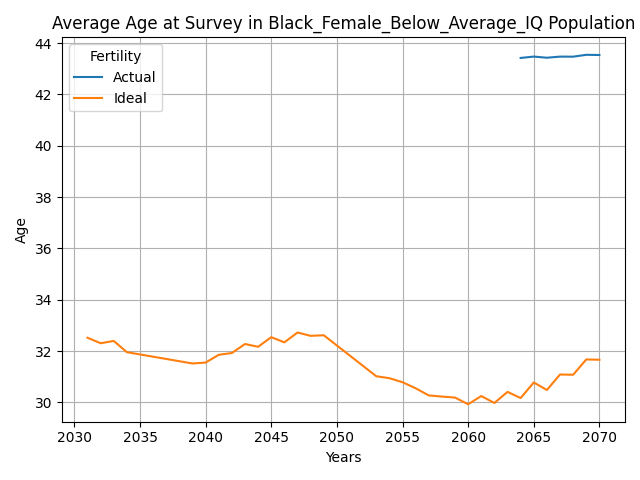 Average Age at Survey in Black_Female_Below_Average_IQ Population
44
42
40
38
36
34
32
30
Age
Fertility
Actual
Ideal
2030 2035 2040 2045 2050 2055 2060 2065 2070
Years